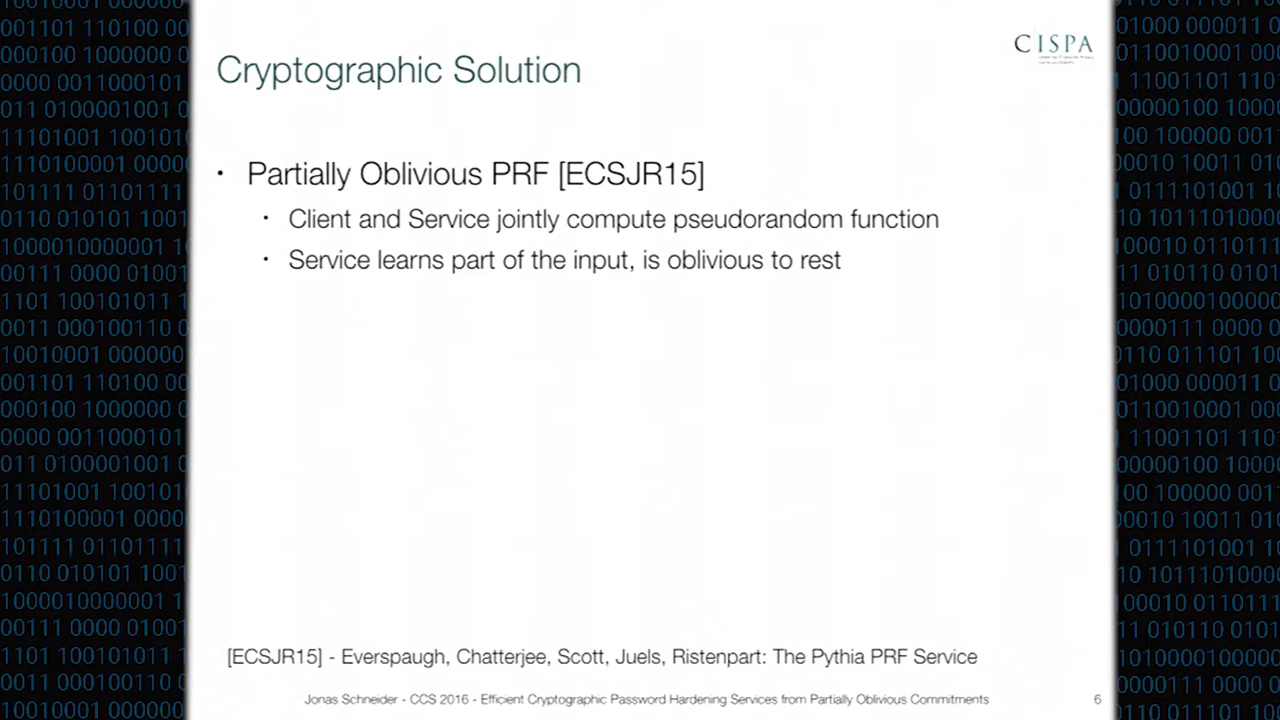 CISPA
Cryptographic Solution
• Partially Oblivious PRF [ECSJR15]
• Client and Service jointly compute pseudorandom function
• Service learns part of the input, is oblivious to rest
[ECSJR15] - Everspaugh, Chatterjee, Scott, Juels, Ristenpart: The Pythia PRF Service
Jonas Schneider - CCS 2016 - Efficient Cryptographic Password Hardening Services from Partially Oblivious Commitments
6